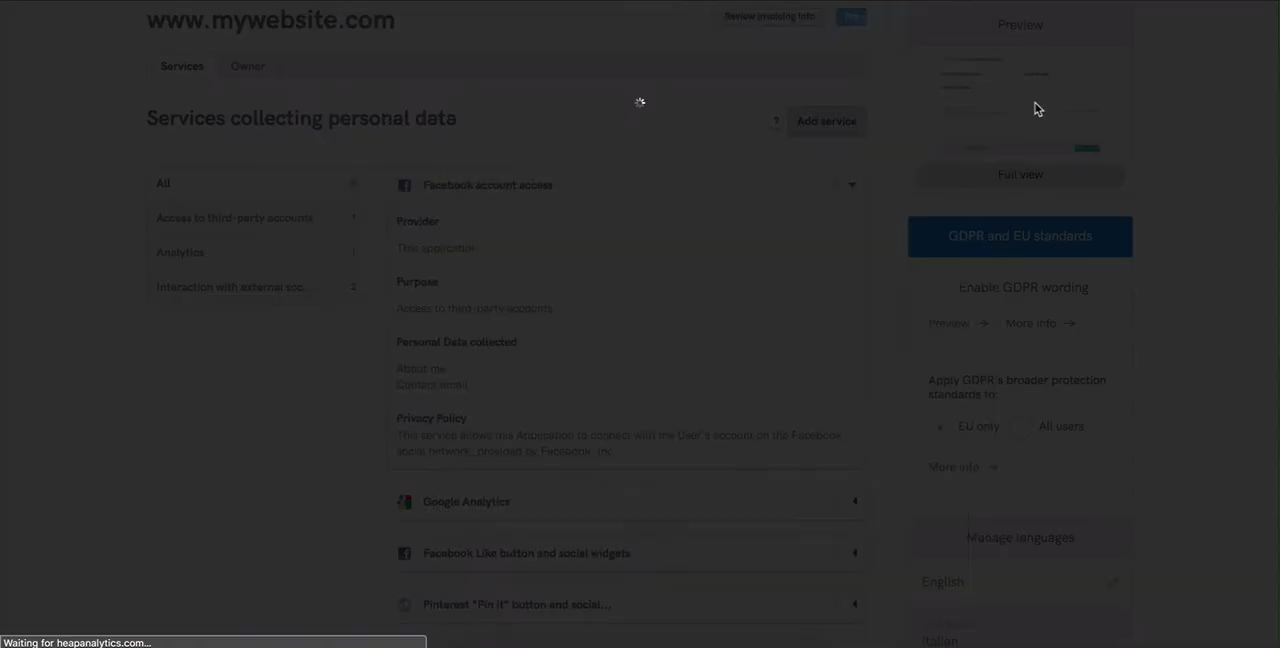 www.mywebsite.com
Review invoicing info
Pro
Services
Owner
Services collecting personal data
?
Add service
All
Access to third-party accounts
1
Analytics
1
Interaction with external soc...
2
Facebook account access
Provider
This application
Purpose
Access to third-party accounts
Personal Data collected
About me
Contact email
Privacy Policy
This service allows this Application to connect with the User's account on the Facebook
social network, provided by Facebook, Inc.
Google Analytics
Facebook Like button and social widgets
Pinterest "Pin it" button and social...
Preview
Full view
GDPR and EU standards
Enable GDPR wording
Preview →
More info →
Apply GDPR's broader protection
standards to:
EU only
All users
More info →
Manage languages
English
Italian
Waiting for heapanalytics.com...